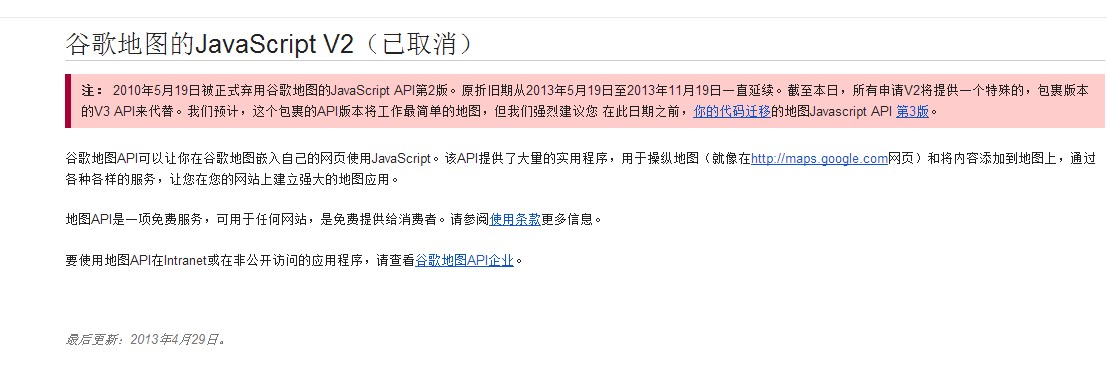 谷歌地图的JavaScript V2（已取消）
注： 2010年5月19日被正式弃用谷歌地图的JavaScript API第2版。原折旧期从2013年5月19日至2013年11月19日一直延续。截至本日，所有申请V2将提供一个特殊的，包裹版本
的V3 API来代替。我们预计，这个包裹的API版本将工作最简单的地图，但我们强烈建议您 在此日期之前，你的代码迁移的地图Javascript API 第3版。
谷歌地图API可以让你在谷歌地图嵌入自己的网页使用JavaScript。该API提供了大量的实用程序，用于操纵地图（就像在http://maps.google.com网页）和将内容添加到地图上，通过
各种各样的服务，让您在您的网站上建立强大的地图应用。
地图API是一项免费服务，可用于任何网站，是免费提供给消费者。请参阅使用条款更多信息。
要使用地图API在Intranet或在非公开访问的应用程序，请查看谷歌地图API企业。
最后更新：2013年4月29日。